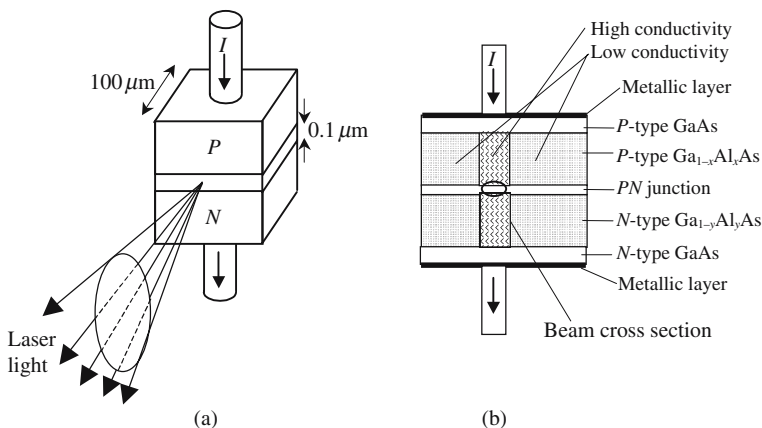 I
100 μm
0.1 μm
P
N
Laser
light
(a)
High conductivity
Low conductivity
I
Metallic layer
P-type GaAs
P-type Ga₁₋ₓAlₓAs
PN junction
N-type Ga₁₋yAlyAs
N-type GaAs
Metallic layer
Beam cross section
(b)